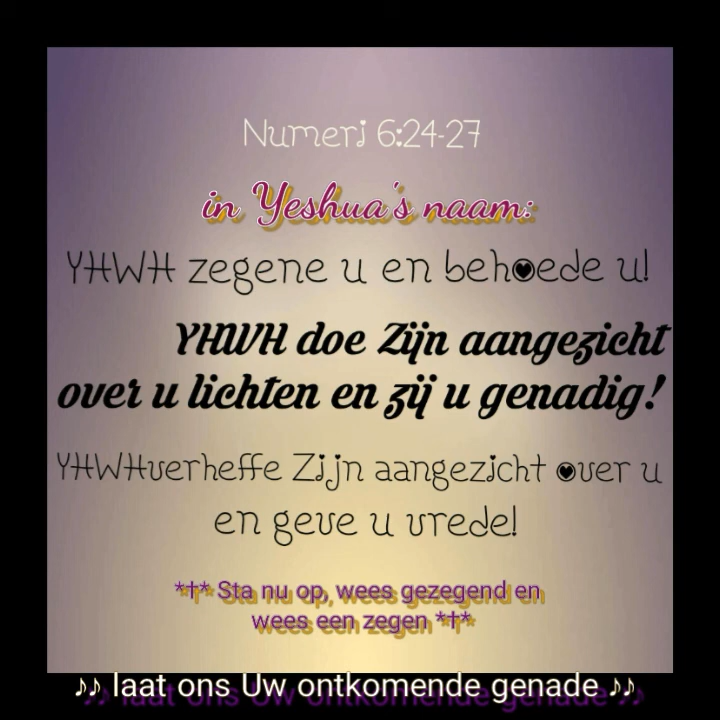 Numeri 6:24-27
in Yeshua's naam:
YHWH zegene u en behoede u!
YHWH doe Zijn aangezicht
over u lichten en zij u genadig!
YHWHverheffe Zijn aangezicht over u
en geve u vrede!
*†* Sta nu op, wees gezegend en
wees een zegen *†*
♪♪ laat ons Uw ontkomende genade ♪♪